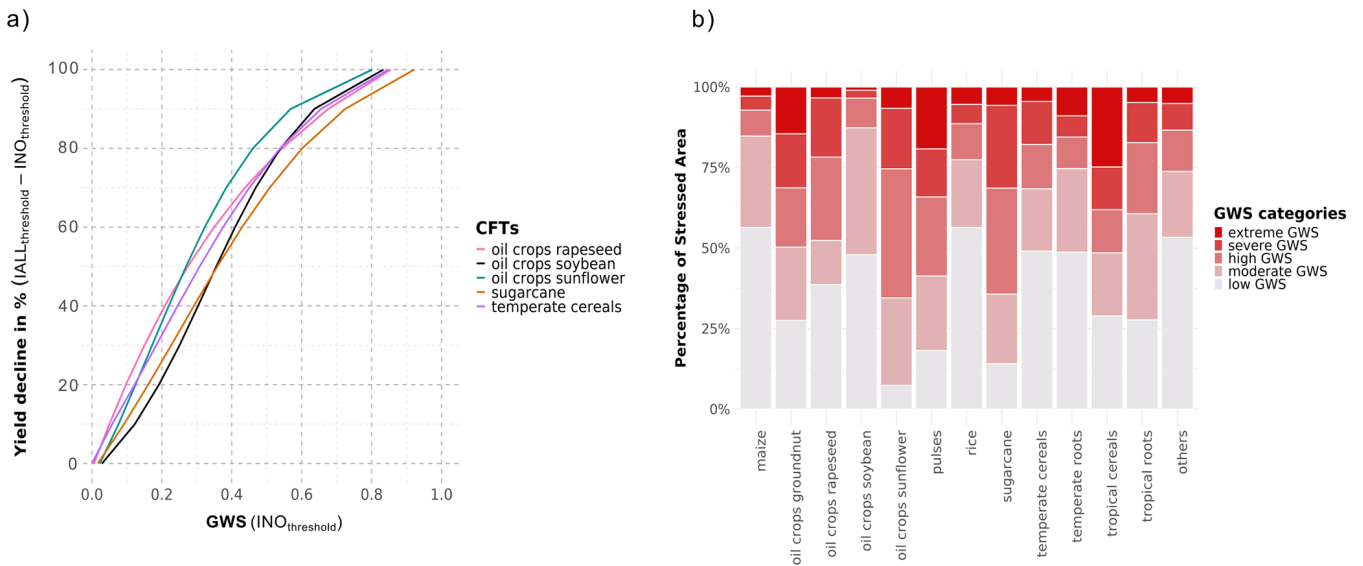 a)
Yield decline in % (IALLthreshold − INOthreshold)
100
80
60
40
20
0
0.0 0.2 0.4 0.6 0.8 1.0
GWS (INOthreshold)
CFTs
oil crops rapeseed
oil crops soybean
oil crops sunflower
sugarcane
temperate cereals
b)
Percentage of Stressed Area
100%
75%
50%
25%
0%
maize
oil crops groundnut
oil crops rapeseed
oil crops soybean
oil crops sunflower
pulses
rice
sugarcane
temperate cereals
temperate roots
tropical cereals
tropical roots
others
GWS categories
extreme GWS
severe GWS
high GWS
moderate GWS
low GWS